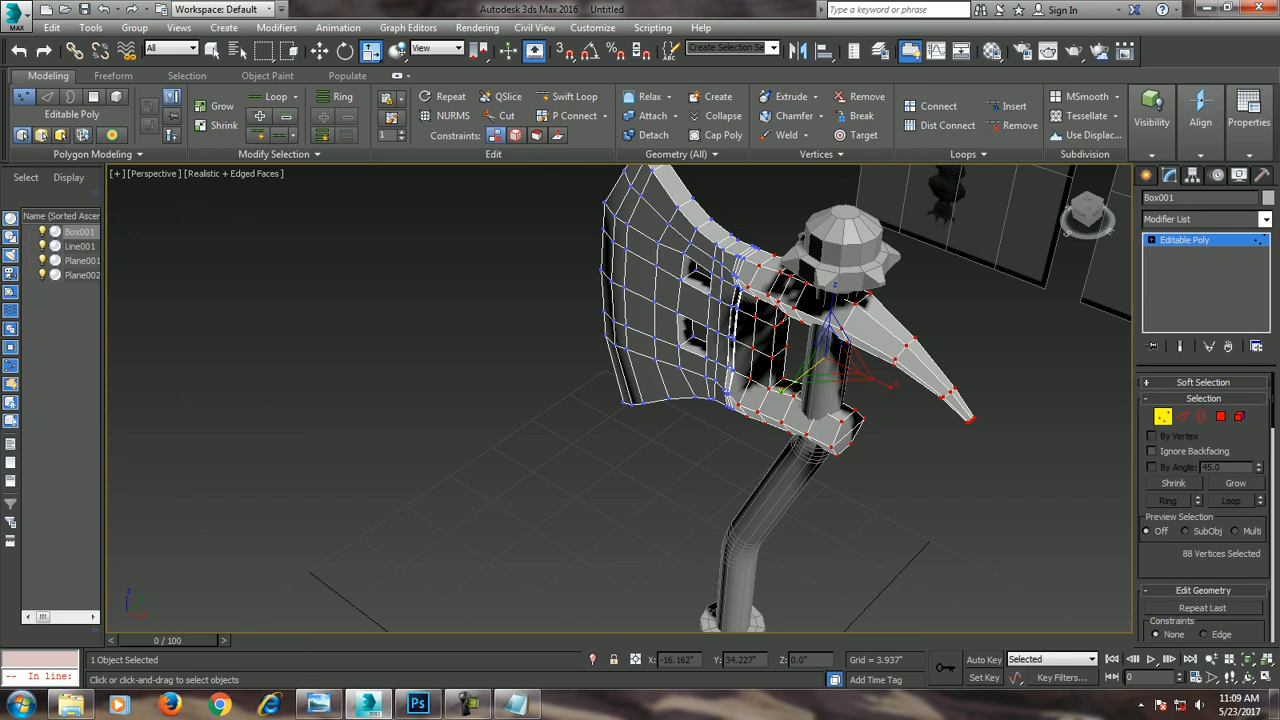 Workspace: Default
Autodesk 3ds Max 2016 Untitled
Type a keyword or phrase
Sign In
MAX
Edit Tools Group Views Create Modifiers Animation Graph Editors Rendering Civil View Customize Scripting Help
All
View
Create Selection Se
Modeling Freeform Selection Object Paint Populate
Editable Poly
Grow
Shrink
Loop
Ring
1
Repeat QSlice Swift Loop
NURMS Cut P Connect
Constraints:
Relax Create
Attach Collapse
Detach Cap Poly
Extrude Remove
Chamfer Break
Weld Target
Connect Insert
Dist Connect Remove
MSmooth
Tessellate
Use Displac...
Visibility
Align
Properties
Polygon Modeling Modify Selection Edit Geometry (All) Vertices Loops Subdivision
Select Display
Name (Sorted Ascen
Box001
Line001
Plane001
Plane002
[+] [Perspective] [Realistic + Edged Faces]
z
x
y
Box001
Modifier List
Editable Poly
Soft Selection
Selection
By Vertex
Ignore Backfacing
By Angle: 45.0
Shrink Grow
Ring Loop
Preview Selection
Off SubObj Multi
88 Vertices Selected
Edit Geometry
Repeat Last
Constraints
None Edge
0 / 100
1 Object Selected
X: -16.162" Y: 34.227" Z: 0.0" Grid = 3.937"
Auto Key Selected
-- In line:
Click or click-and-drag to select objects
Add Time Tag
Set Key Key Filters...
0
Ps
11:09 AM
5/23/2017